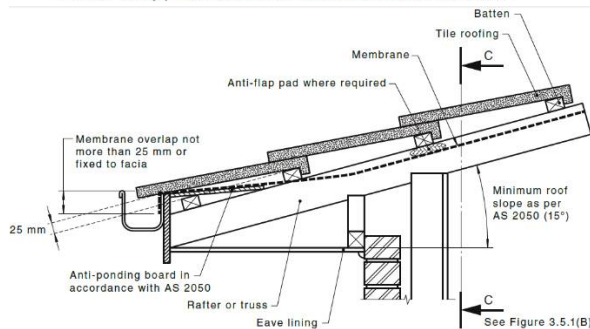 Batten
Tile roofing
C
Membrane
Anti-flap pad where required
Membrane overlap not
more than 25 mm or
fixed to facia
Minimum roof
slope as per
AS 2050 (15°)
25 mm
Anti-ponding board in
accordance with AS 2050
Rafter or truss
Eave lining
C
See Figure 3.5.1(B)